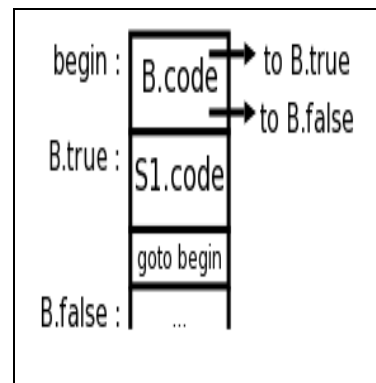 begin : B.code to B.true
to B.false
B.true : S1.code
goto begin
B.false : ...